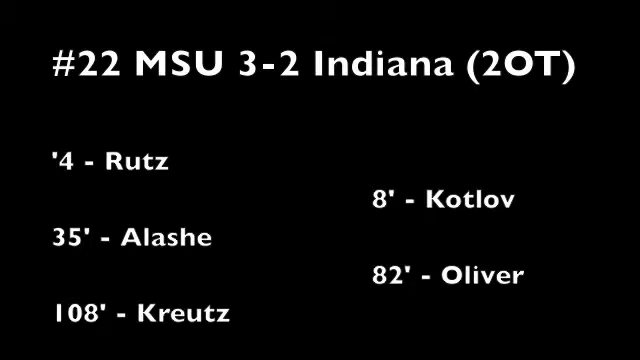 #22 MSU 3-2 Indiana (2OT)
'4 - Rutz
8' - Kotlov
35' - Alashe
82' - Oliver
108' - Kreutz